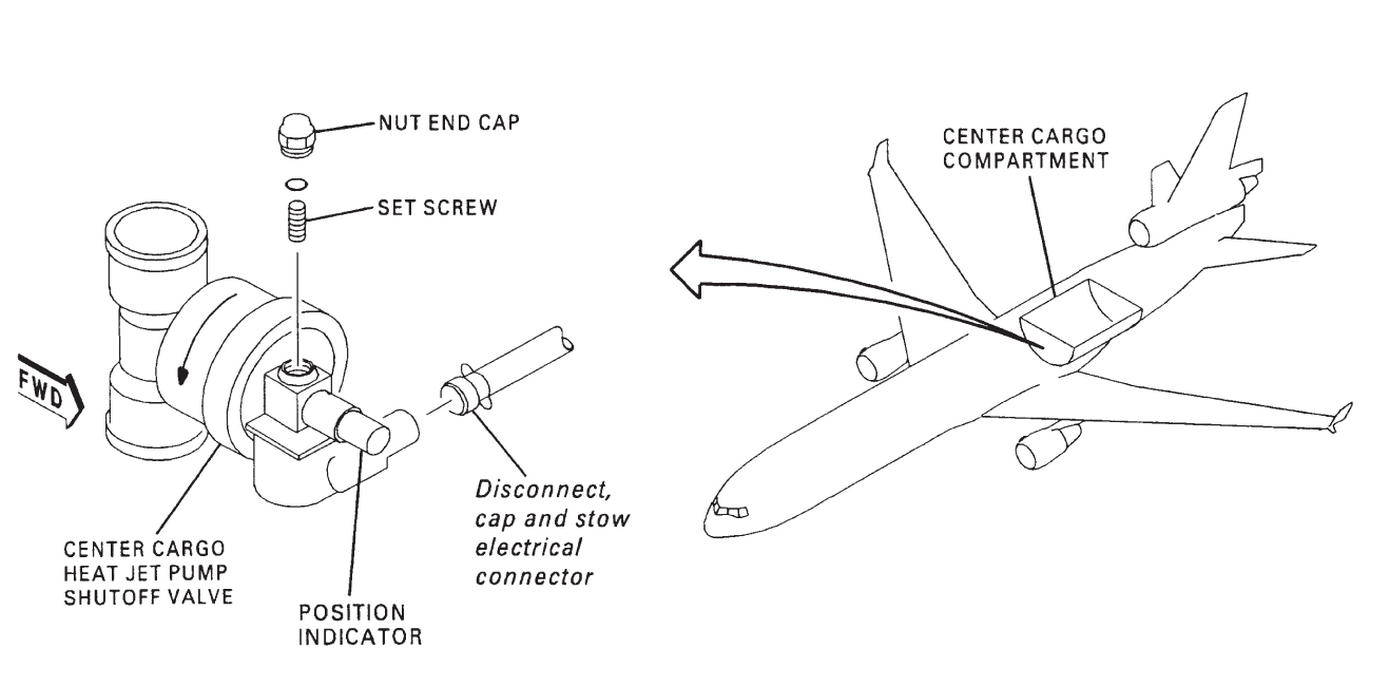 NUT END CAP
SET SCREW
CENTER CARGO
COMPARTMENT
FWD
Disconnect,
cap and stow
electrical
connector
CENTER CARGO
HEAT JET PUMP
SHUTOFF VALVE
POSITION
INDICATOR